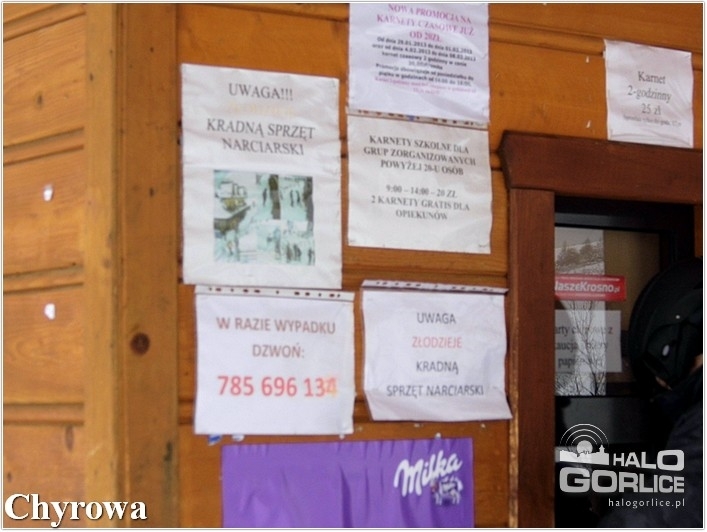 NOWA PROMOCJA NA
KARNETY CZASOWE JUŻ
OD 20ZŁ
UWAGA!!!
KRADNĄ SPRZĘT
NARCIARSKI
KARNETY SZKOLNE DLA
GRUP ZORGANIZOWANYCH
POWYŻEJ 20-U OSÓB
9:00 – 14:00 – 20 ZŁ
2 KARNETY GRATIS DLA
OPIEKUNÓW
Karnet
2-godzinny
25 zł
W RAZIE WYPADKU
DZWOŃ:
785 696 134
UWAGA
ZŁODZIEJE
KRADNĄ
SPRZĘT NARCIARSKI
NaszeKrosno.pl
Milka
HALO
GORLICE
halogorlice.pl
Chyrowa